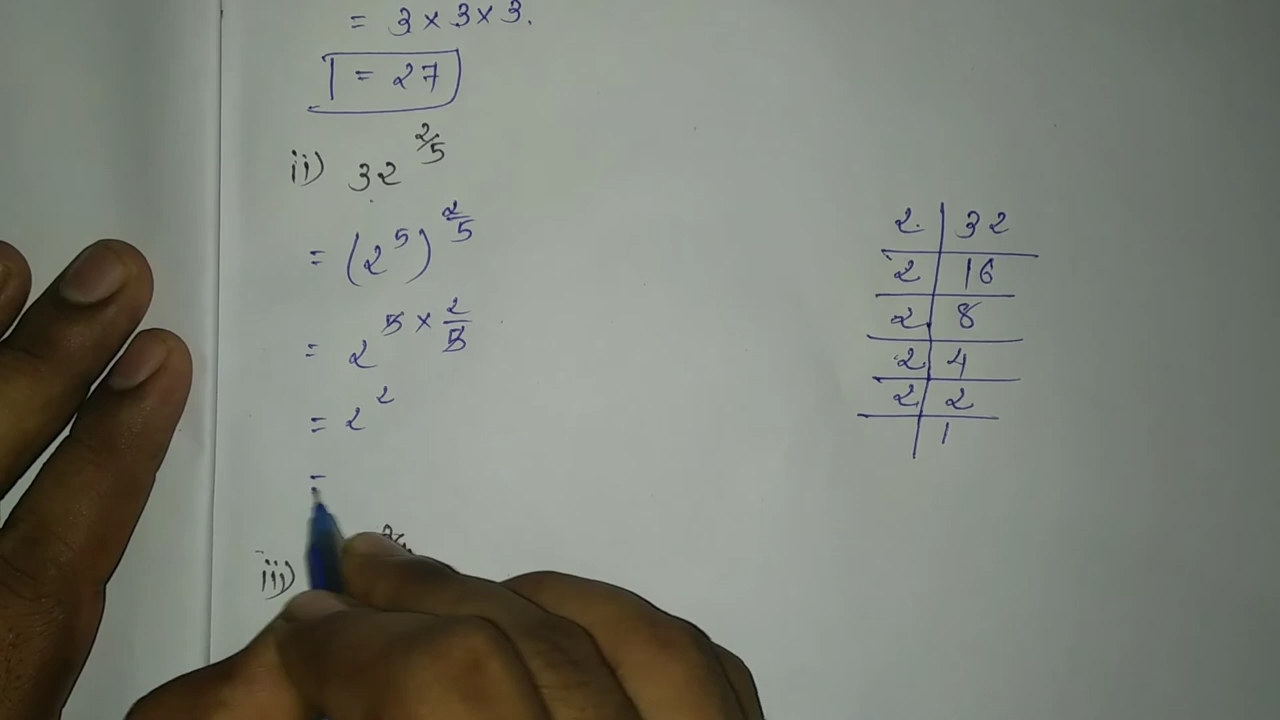 = 3 × 3 × 3.
= 27
ii) 32^(2/5)
= (2^5)^(2/5)
= 2^(5 × 2/5)
= 2^2
=
iii)
2 | 32
2 | 16
2 | 8
2 | 4
2 | 2
| 1